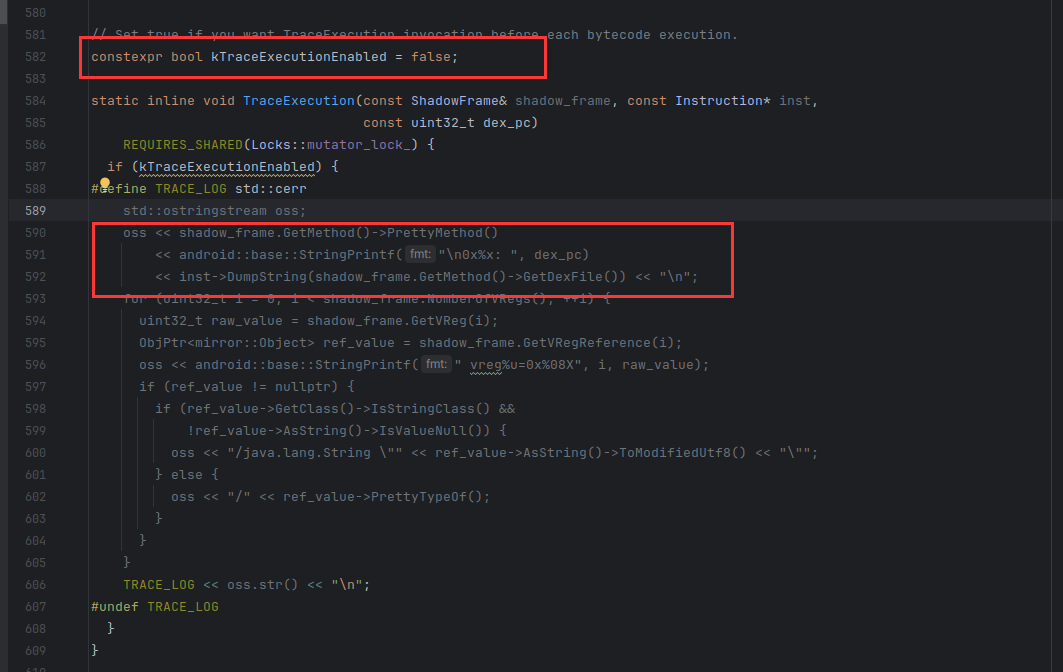 580
581 // Set true if you want TraceExecution invocation before each bytecode execution.
582 constexpr bool kTraceExecutionEnabled = false;
583
584 static inline void TraceExecution(const ShadowFrame& shadow_frame, const Instruction* inst,
585 const uint32_t dex_pc)
586 REQUIRES_SHARED(Locks::mutator_lock_) {
587 if (kTraceExecutionEnabled) {
588 #define TRACE_LOG std::cerr
589 std::ostringstream oss;
590 oss << shadow_frame.GetMethod()->PrettyMethod()
591 << android::base::StringPrintf( fmt: "\n0x%x: ", dex_pc)
592 << inst->DumpString(shadow_frame.GetMethod()->GetDexFile()) << "\n";
593 for (uint32_t i = 0; i < shadow_frame.NumberOfVRegs(); ++i) {
594 uint32_t raw_value = shadow_frame.GetVReg(i);
595 ObjPtr<mirror::Object> ref_value = shadow_frame.GetVRegReference(i);
596 oss << android::base::StringPrintf( fmt: " vreg%u=0x%08X", i, raw_value);
597 if (ref_value != nullptr) {
598 if (ref_value->GetClass()->IsStringClass() &&
599 !ref_value->AsString()->IsValueNull()) {
600 oss << "/java.lang.String \"" << ref_value->AsString()->ToModifiedUtf8() << "\"";
601 } else {
602 oss << "/" << ref_value->PrettyTypeOf();
603 }
604 }
605 }
606 TRACE_LOG << oss.str() << "\n";
607 #undef TRACE_LOG
608 }
609 }